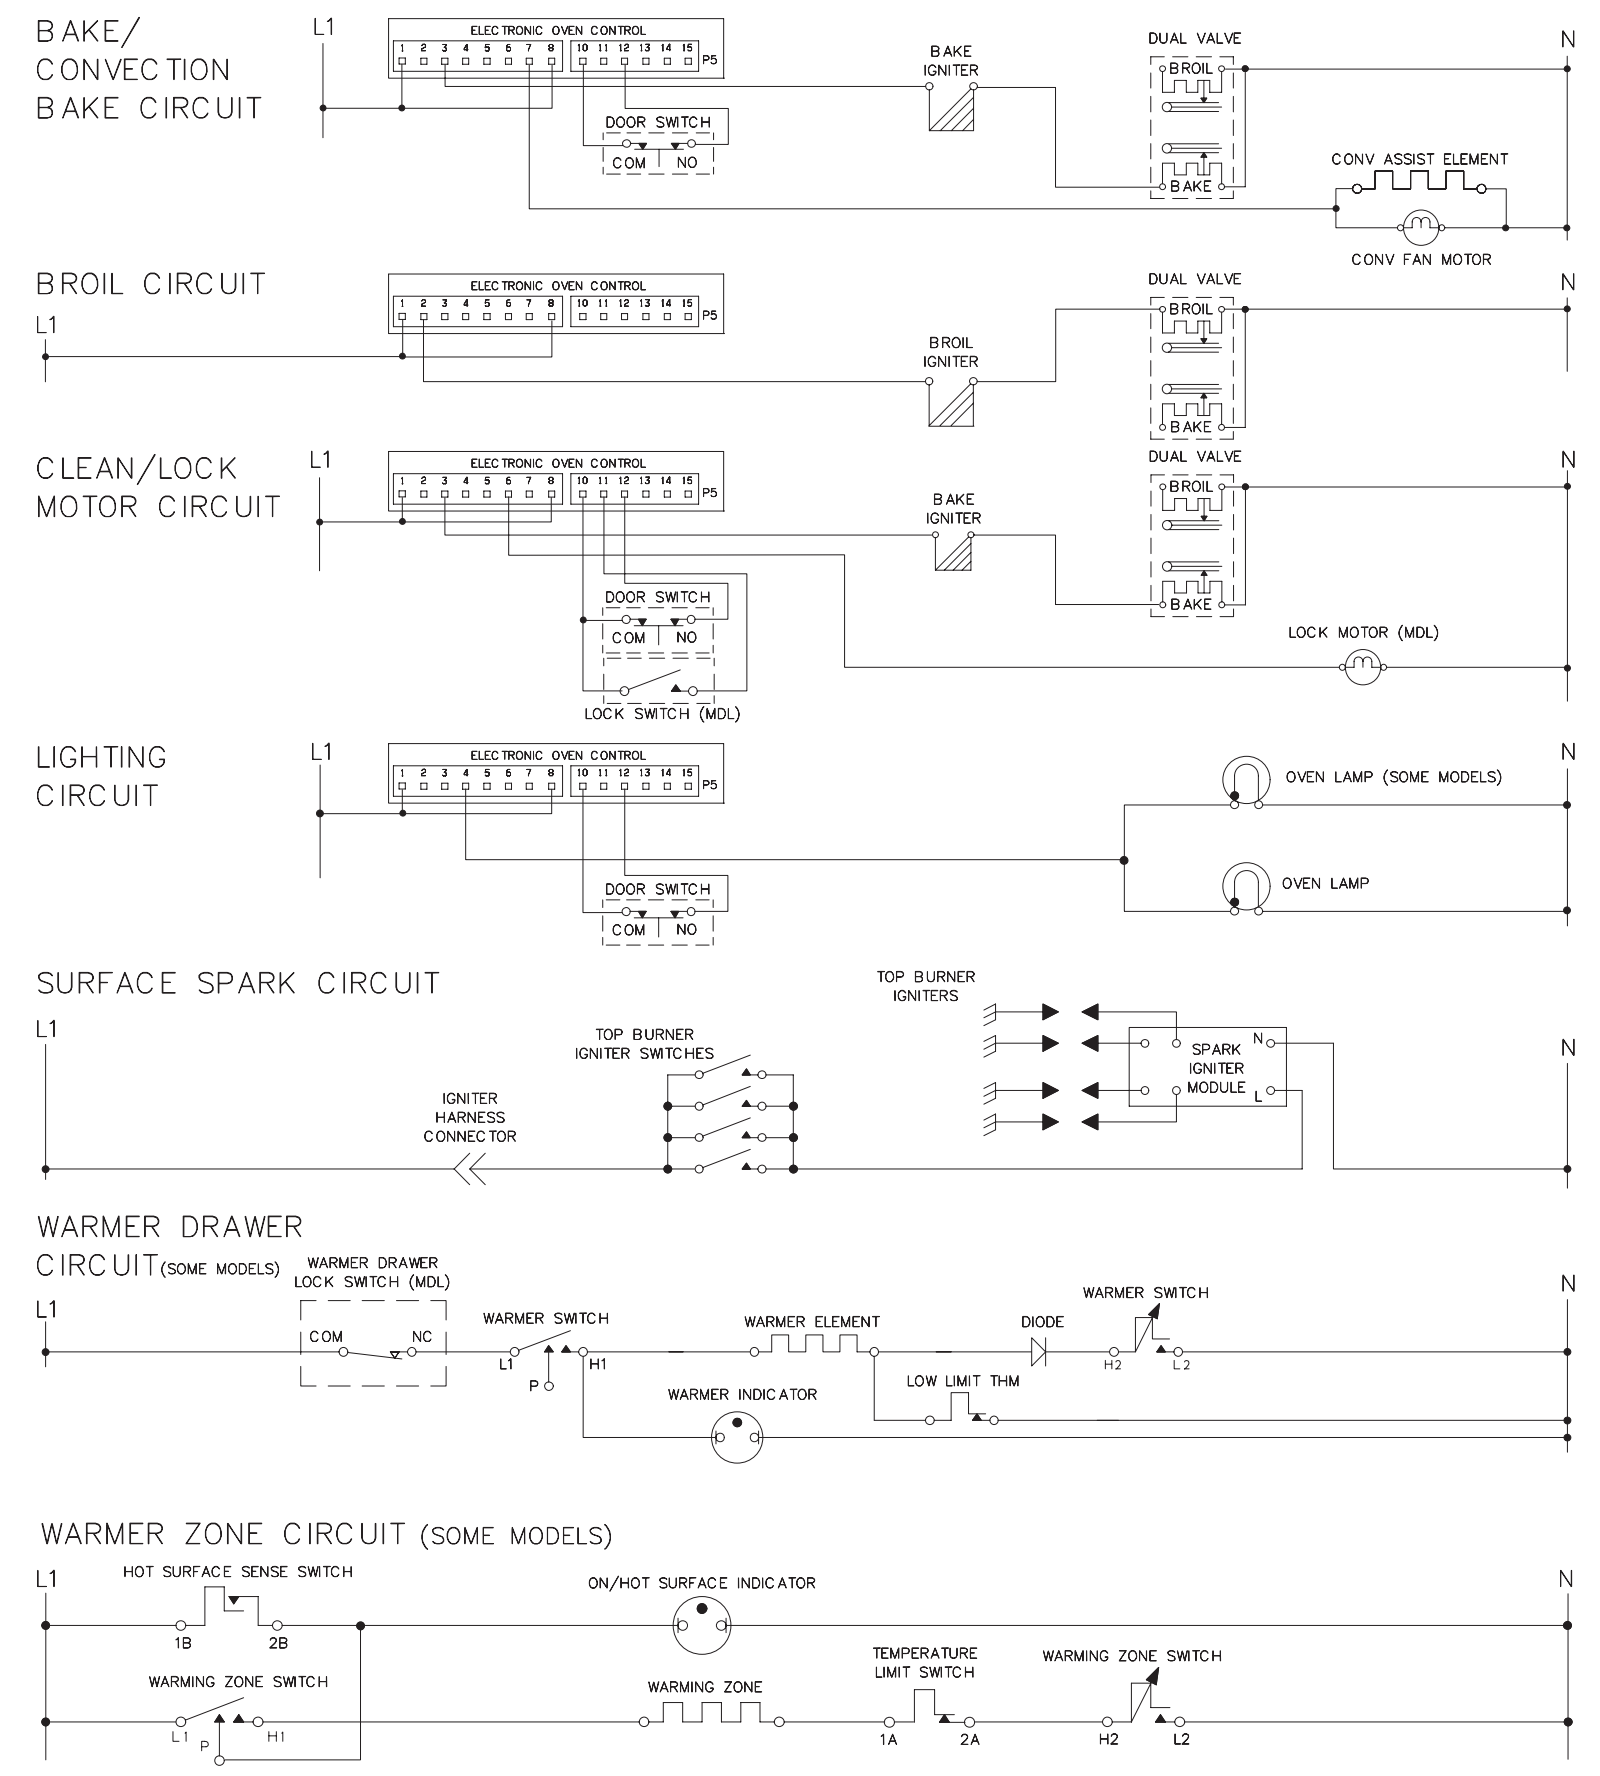 BAKE/
CONVECTION
BAKE CIRCUIT
L1
ELECTRONIC OVEN CONTROL
1 2 3 4 5 6 7 8 10 11 12 13 14 15
P5
DOOR SWITCH
COM NO
BAKE
IGNITER
DUAL VALVE
BROIL
BAKE
N
CONV ASSIST ELEMENT
CONV FAN MOTOR
BROIL CIRCUIT
L1
ELECTRONIC OVEN CONTROL
1 2 3 4 5 6 7 8 10 11 12 13 14 15
P5
BROIL
IGNITER
DUAL VALVE
BROIL
BAKE
N
CLEAN/LOCK
MOTOR CIRCUIT
L1
ELECTRONIC OVEN CONTROL
1 2 3 4 5 6 7 8 10 11 12 13 14 15
P5
DOOR SWITCH
COM NO
LOCK SWITCH (MDL)
BAKE
IGNITER
DUAL VALVE
BROIL
BAKE
N
LOCK MOTOR (MDL)
LIGHTING
CIRCUIT
L1
ELECTRONIC OVEN CONTROL
1 2 3 4 5 6 7 8 10 11 12 13 14 15
P5
DOOR SWITCH
COM NO
N
OVEN LAMP (SOME MODELS)
OVEN LAMP
SURFACE SPARK CIRCUIT
L1
IGNITER
HARNESS
CONNECTOR
TOP BURNER
IGNITER SWITCHES
TOP BURNER
IGNITERS
SPARK
IGNITER
MODULE
N
L
N
WARMER DRAWER
CIRCUIT (SOME MODELS)
L1
WARMER DRAWER
LOCK SWITCH (MDL)
COM NC
WARMER SWITCH
L1 H1
P
WARMER ELEMENT
WARMER INDICATOR
DIODE
LOW LIMIT THM
WARMER SWITCH
H2 L2
N
WARMER ZONE CIRCUIT (SOME MODELS)
L1
HOT SURFACE SENSE SWITCH
1B 2B
ON/HOT SURFACE INDICATOR
N
WARMING ZONE SWITCH
L1 H1
P
WARMING ZONE
TEMPERATURE
LIMIT SWITCH
1A 2A
WARMING ZONE SWITCH
H2 L2